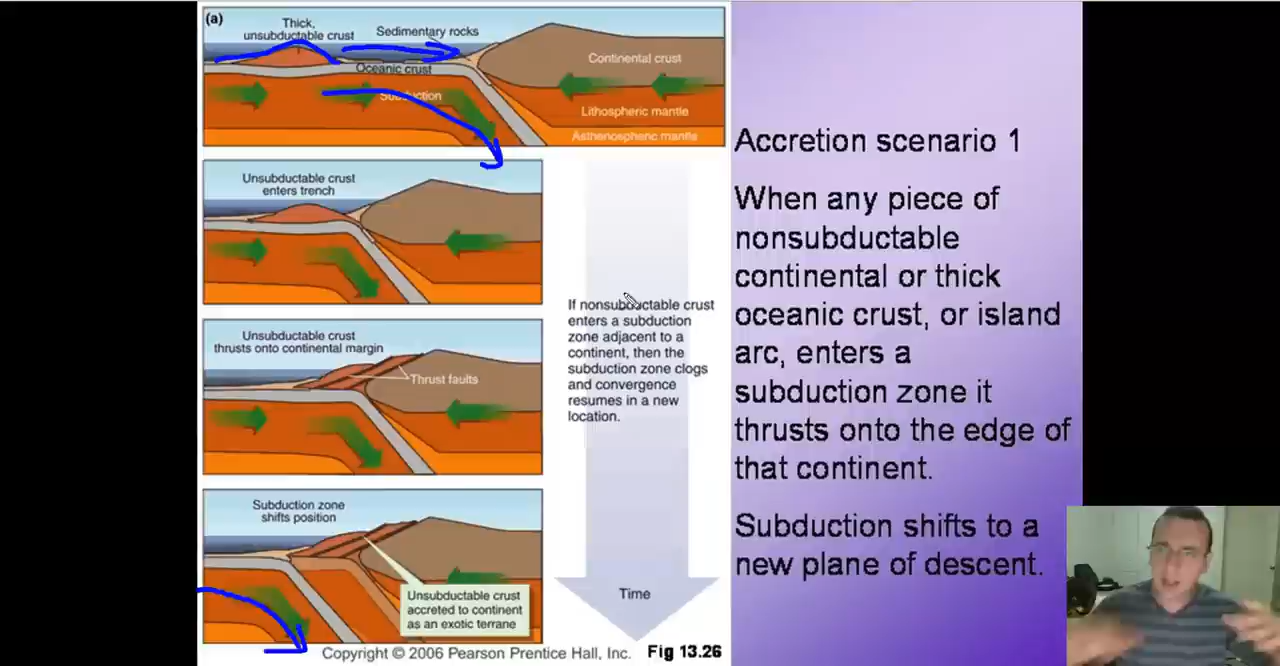 (a)
Thick,
unsubductable crust
Sedimentary rocks
Oceanic crust
Continental crust
Subduction
Lithospheric mantle
Asthenospheric mantle
Unsubductable crust
enters trench
Unsubductable crust
thrusts onto continental margin
Thrust faults
Subduction zone
shifts position
Unsubductable crust
accreted to continent
as an exotic terrane
If nonsubductable crust
enters a subduction
zone adjacent to a
continent, then the
subduction zone clogs
and convergence
resumes in a new
location.
Time
Copyright © 2006 Pearson Prentice Hall, Inc.
Fig 13.26
Accretion scenario 1
When any piece of
nonsubductable
continental or thick
oceanic crust, or island
arc, enters a
subduction zone it
thrusts onto the edge of
that continent.
Subduction shifts to a
new plane of descent.